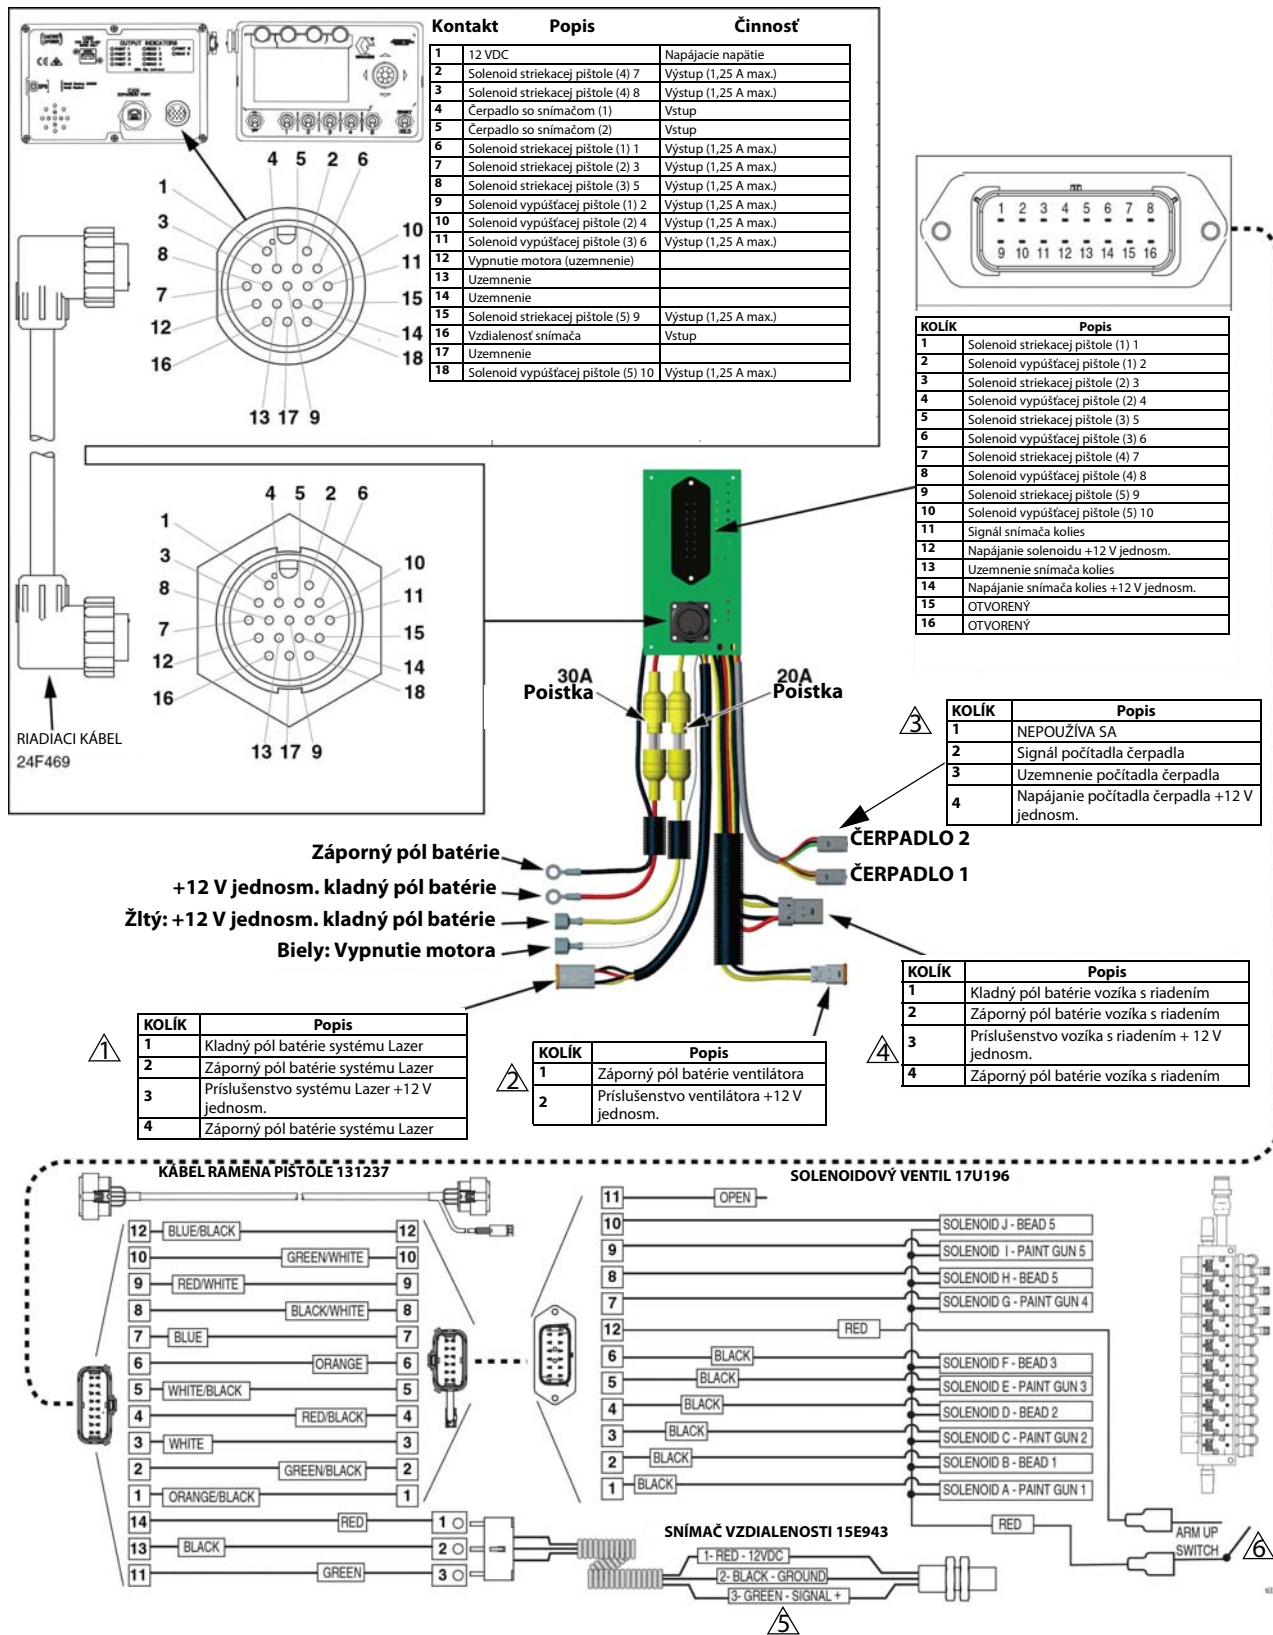 Kontakt Popis Činnosť
1 12 VDC Napájacie napätie
2 Solenoid striekacej pištole (4) 7 Výstup (1,25 A max.)
3 Solenoid striekacej pištole (4) 8 Výstup (1,25 A max.)
4 Čerpadlo so snímačom (1) Vstup
5 Čerpadlo so snímačom (2) Vstup
6 Solenoid striekacej pištole (1) 1 Výstup (1,25 A max.)
7 Solenoid striekacej pištole (2) 3 Výstup (1,25 A max.)
8 Solenoid striekacej pištole (3) 5 Výstup (1,25 A max.)
9 Solenoid vypúšťacej pištole (1) 2 Výstup (1,25 A max.)
10 Solenoid vypúšťacej pištole (2) 4 Výstup (1,25 A max.)
11 Solenoid vypúšťacej pištole (3) 6 Výstup (1,25 A max.)
12 Vypnutie motora (uzemnenie)
13 Uzemnenie
14 Uzemnenie
15 Solenoid striekacej pištole (5) 9 Výstup (1,25 A max.)
16 Vzdialenosť snímača Vstup
17 Uzemnenie
18 Solenoid vypúšťacej pištole (5) 10 Výstup (1,25 A max.)
OUTPUT INDICATORS
CAN
4 5 2 6
1
3
8
7
12
16
10
11
15
14
18
13 17 9
1 2 3 4 5 6 7 8
9 10 11 12 13 14 15 16
KOLÍK Popis
1 Solenoid striekacej pištole (1) 1
2 Solenoid vypúšťacej pištole (1) 2
3 Solenoid striekacej pištole (2) 3
4 Solenoid vypúšťacej pištole (2) 4
5 Solenoid striekacej pištole (3) 5
6 Solenoid vypúšťacej pištole (3) 6
7 Solenoid striekacej pištole (4) 7
8 Solenoid vypúšťacej pištole (4) 8
9 Solenoid striekacej pištole (5) 9
10 Solenoid vypúšťacej pištole (5) 10
11 Signál snímača kolies
12 Napájanie solenoidu +12 V jednosm.
13 Uzemnenie snímača kolies
14 Napájanie snímača kolies +12 V jednosm.
15 OTVORENÝ
16 OTVORENÝ
4 5 2 6
1
3
8
7
12
16
10
11
15
14
18
13 17 9
RIADIACI KÁBEL
24F469
30A
Poistka
20A
Poistka
3
KOLÍK Popis
1 NEPOUŽÍVA SA
2 Signál počítadla čerpadla
3 Uzemnenie počítadla čerpadla
4 Napájanie počítadla čerpadla +12 V
jednosm.
ČERPADLO 2
ČERPADLO 1
Záporný pól batérie
+12 V jednosm. kladný pól batérie
Žltý: +12 V jednosm. kladný pól batérie
Biely: Vypnutie motora
1
KOLÍK Popis
1 Kladný pól batérie systému Lazer
2 Záporný pól batérie systému Lazer
3 Príslušenstvo systému Lazer +12 V
jednosm.
4 Záporný pól batérie systému Lazer
2
KOLÍK Popis
1 Záporný pól batérie ventilátora
2 Príslušenstvo ventilátora +12 V
jednosm.
4
KOLÍK Popis
1 Kladný pól batérie vozíka s riadením
2 Záporný pól batérie vozíka s riadením
3 Príslušenstvo vozíka s riadením + 12 V
jednosm.
4 Záporný pól batérie vozíka s riadením
KÁBEL RAMENA PIŠTOLE 131237
12 BLUE/BLACK 12
10 GREEN/WHITE 10
9 RED/WHITE 9
8 BLACK/WHITE 8
7 BLUE 7
6 ORANGE 6
5 WHITE/BLACK 5
4 RED/BLACK 4
3 WHITE 3
2 GREEN/BLACK 2
1 ORANGE/BLACK 1
14 RED 1
13 BLACK 2
11 GREEN 3
SOLENOIDOVÝ VENTIL 17U196
11 OPEN
10 SOLENOID J - BEAD 5
9 SOLENOID I - PAINT GUN 5
8 SOLENOID H - BEAD 5
7 SOLENOID G - PAINT GUN 4
12 RED
6 BLACK SOLENOID F - BEAD 3
5 BLACK SOLENOID E - PAINT GUN 3
4 BLACK SOLENOID D - BEAD 2
3 BLACK SOLENOID C - PAINT GUN 2
2 BLACK SOLENOID B - BEAD 1
1 BLACK SOLENOID A - PAINT GUN 1
RED
ARM UP
SWITCH
6
SNÍMAČ VZDIALENOSTI 15E943
1- RED - 12VDC
2- BLACK - GROUND
3- GREEN - SIGNAL +
5